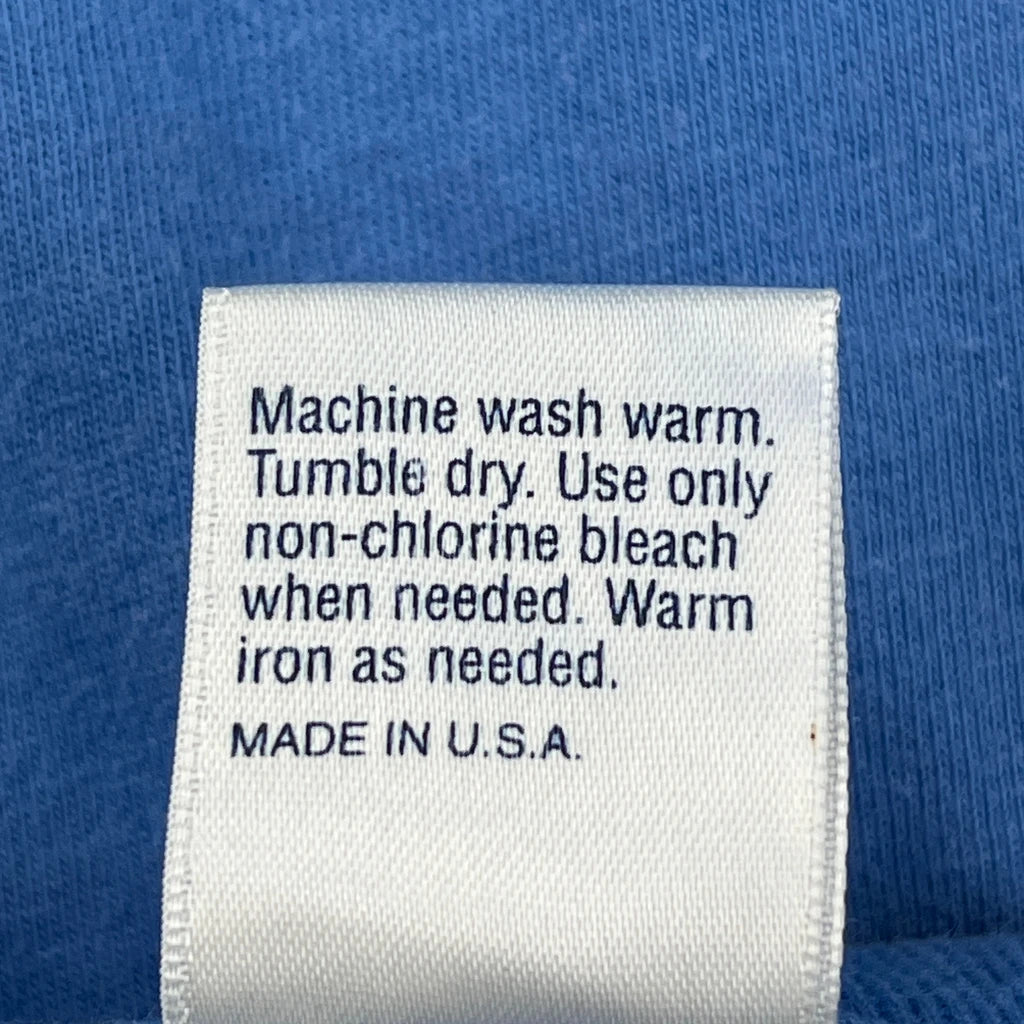 Machine wash warm.
Tumble dry. Use only
non-chlorine bleach
when needed. Warm
iron as needed.
MADE IN U.S.A.